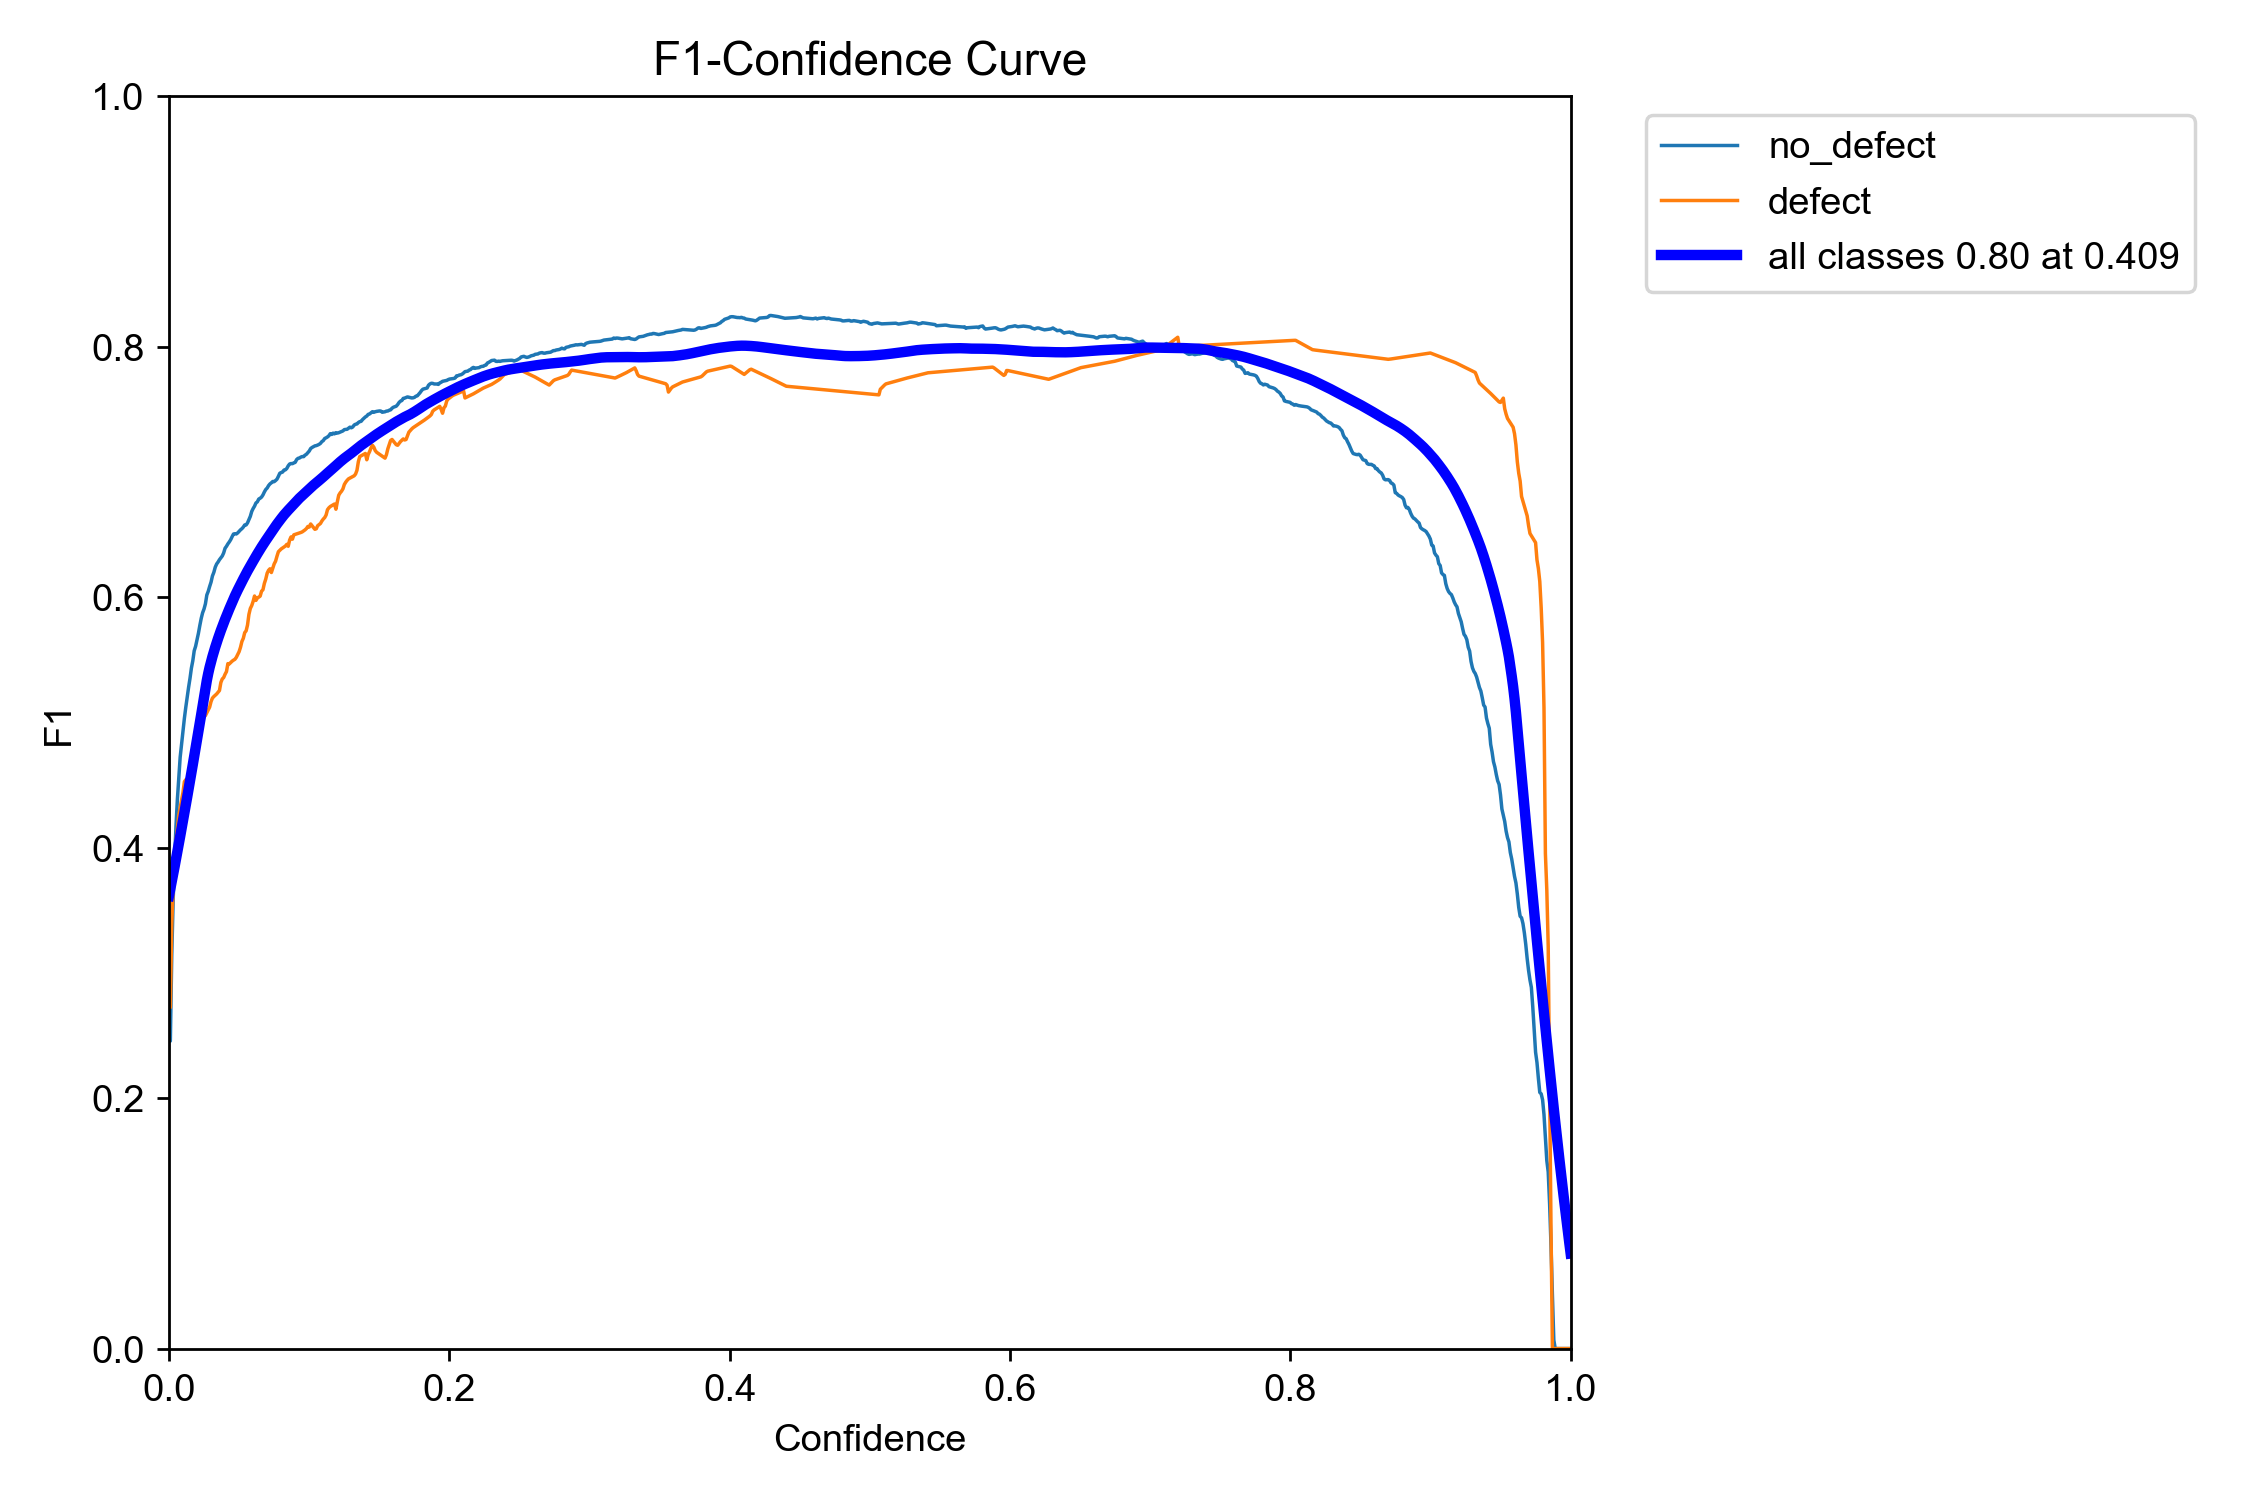 F1-Confidence Curve
1.0
0.8
0.6
0.4
0.2
0.0
F1
0.0 0.2 0.4 0.6 0.8 1.0
Confidence
no_defect
defect
all classes 0.80 at 0.409